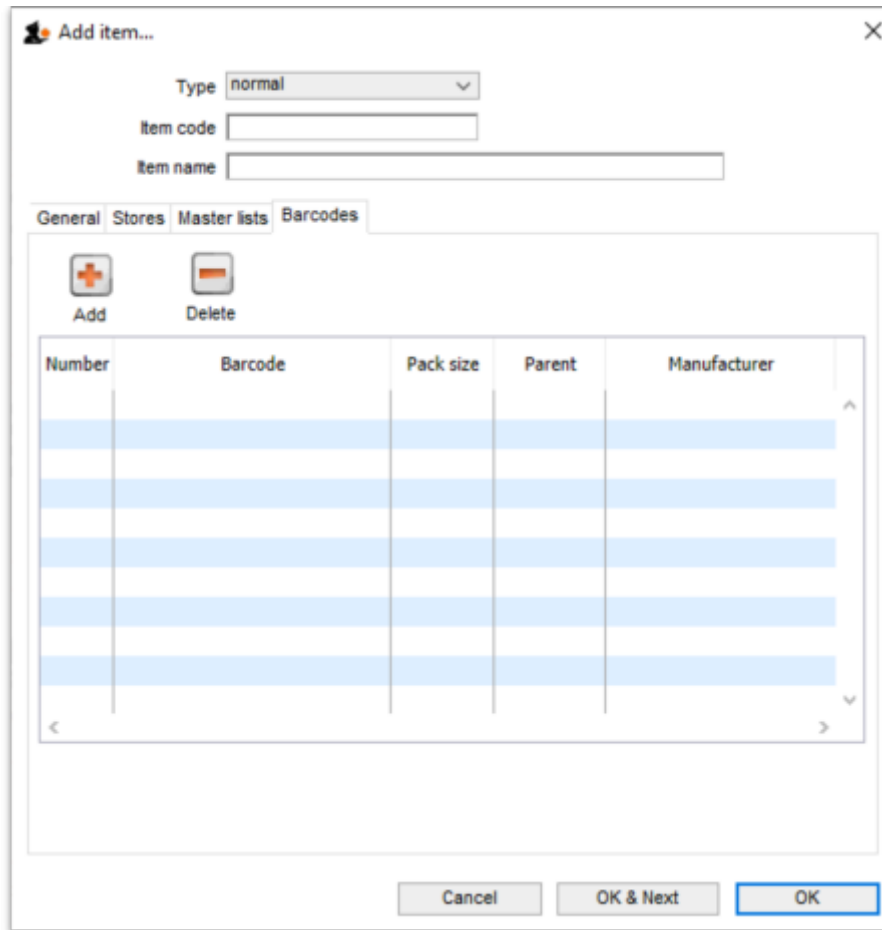 Add item...
Type normal
Item code
Item name
General Stores Master lists Barcodes
Add Delete
Number Barcode Pack size Parent Manufacturer
Cancel OK & Next OK